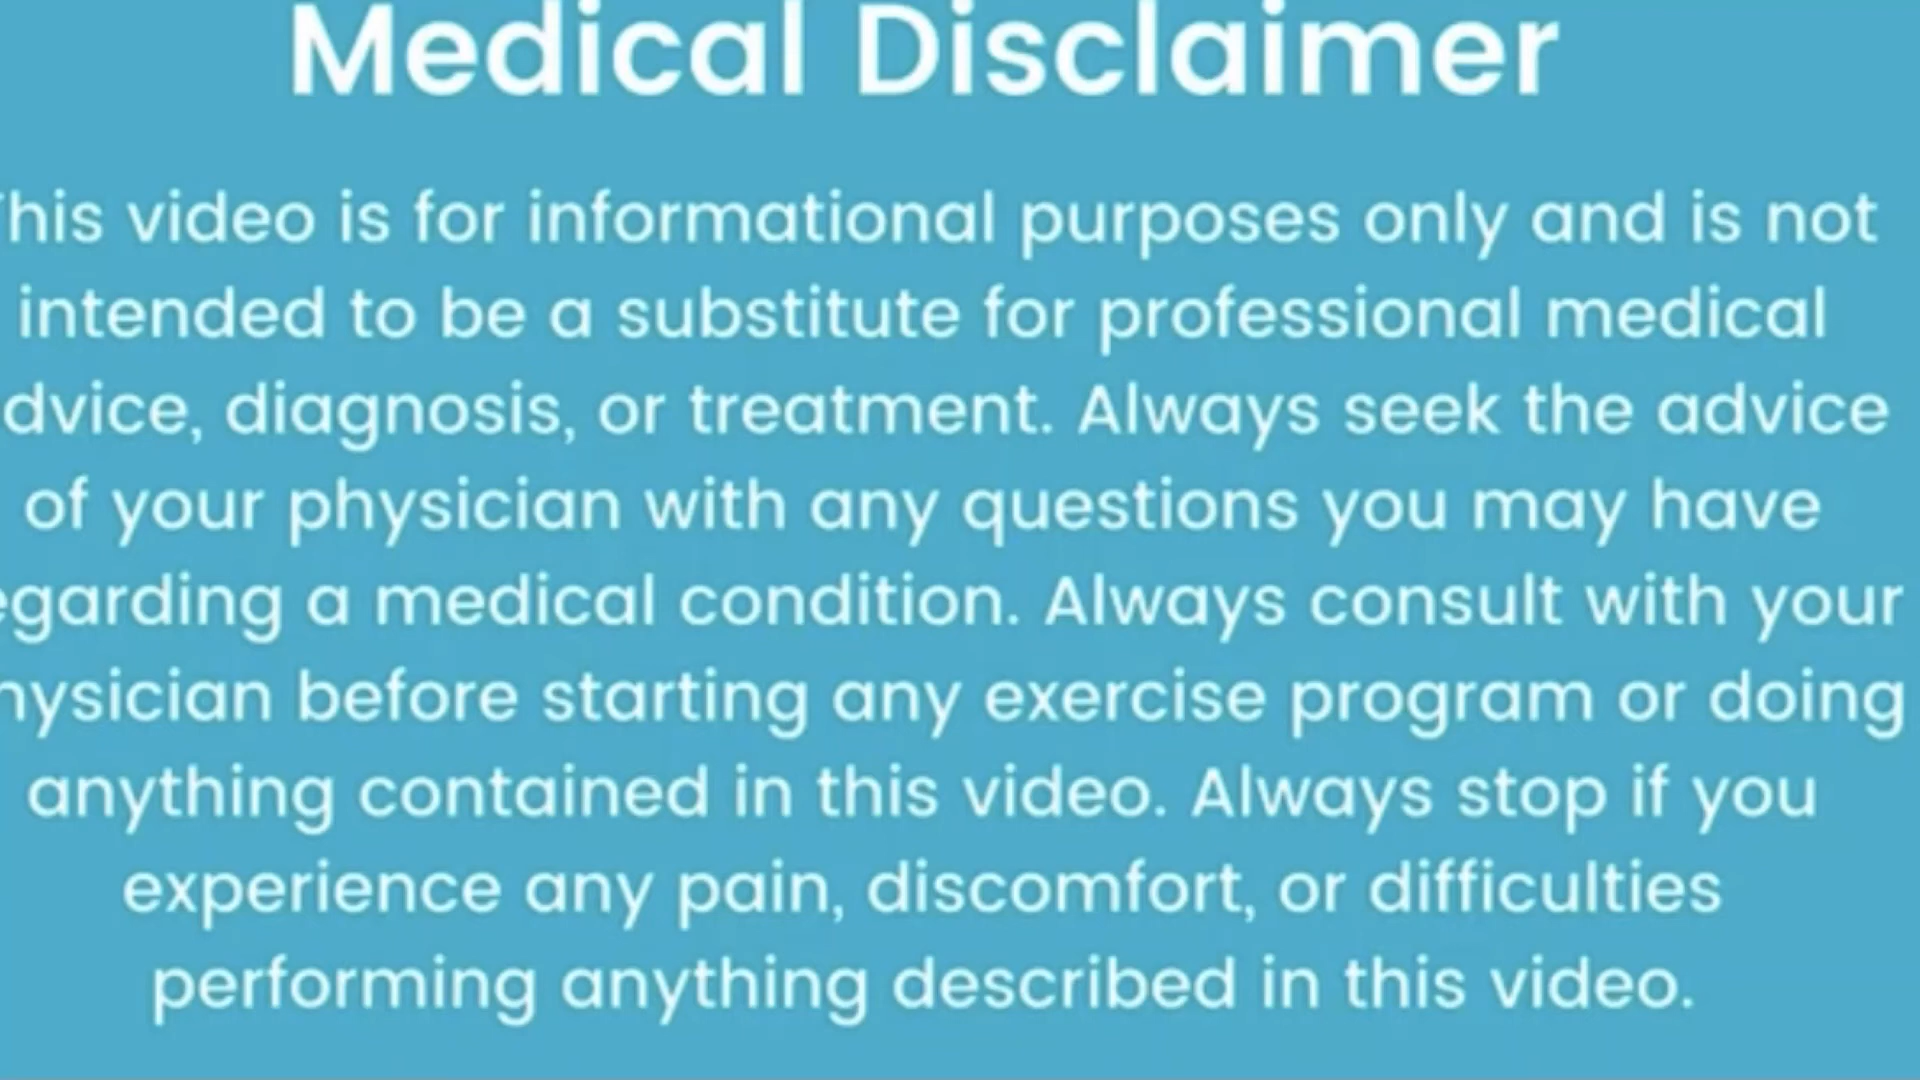 Medical Disclaimer
This video is for informational purposes only and is not
intended to be a substitute for professional medical
dvice, diagnosis, or treatment. Always seek the advice
of your physician with any questions you may have
egarding a medical condition. Always consult with your
hysician before starting any exercise program or doing
anything contained in this video. Always stop if you
experience any pain, discomfort, or difficulties
performing anything described in this video.